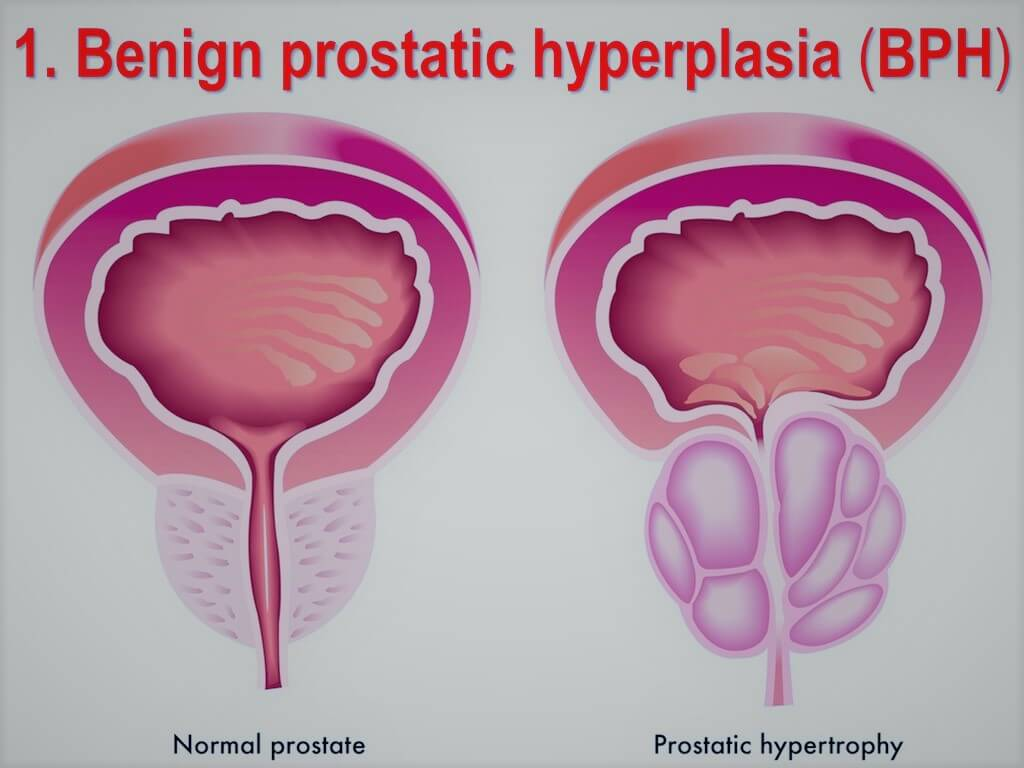 1. Benign prostatic hyperplasia (BPH)
Normal prostate
Prostatic hypertrophy